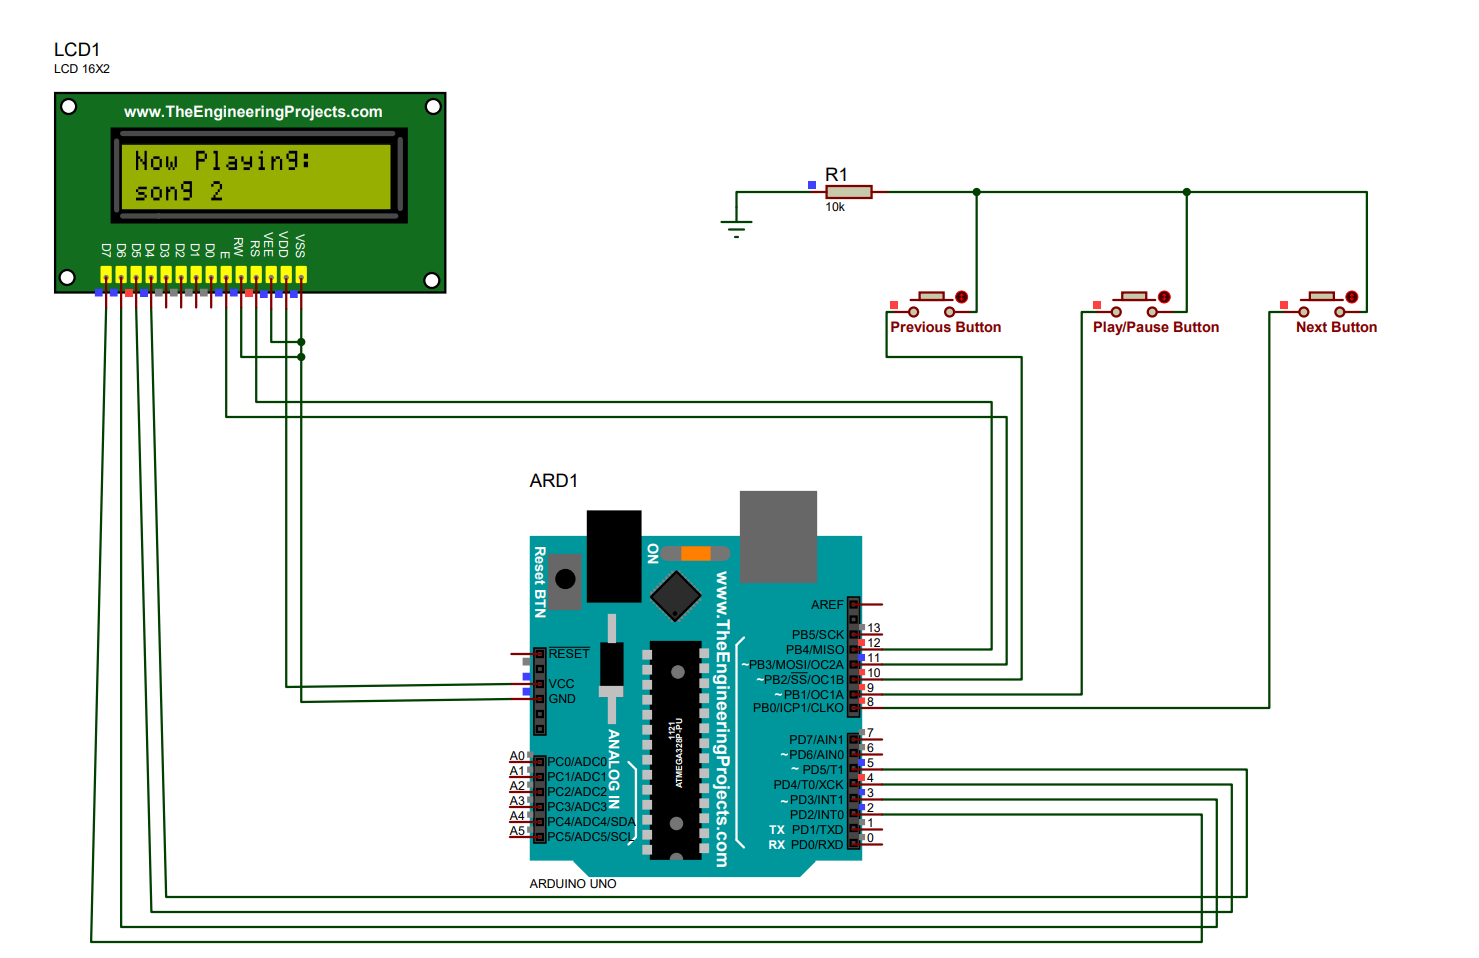 LCD1
LCD 16X2
www.TheEngineeringProjects.com
Now Playing:
song 2
D7
D6
D5
D4
D3
D2
D1
D0
E
RW
RS
VEE
VDD
VSS
R1
10k
Previous Button
Play/Pause Button
Next Button
ARD1
Reset BTN
ON
www.TheEngineeringProjects.com
RESET
VCC
GND
ANALOG IN
1121
ATMEGA328P-PU
AREF
PB5/SCK 13
PB4/MISO 12
~PB3/MOSI/OC2A 11
~PB2/SS/OC1B 10
~PB1/OC1A 9
PB0/ICP1/CLKO 8
PD7/AIN1 7
~PD6/AIN0 6
~PD5/T1 5
PD4/T0/XCK 4
~PD3/INT1 3
PD2/INT0 2
TX PD1/TXD 1
RX PD0/RXD 0
A0 PC0/ADC0
A1 PC1/ADC1
A2 PC2/ADC2
A3 PC3/ADC3
A4 PC4/ADC4/SDA
A5 PC5/ADC5/SCL
ARDUINO UNO